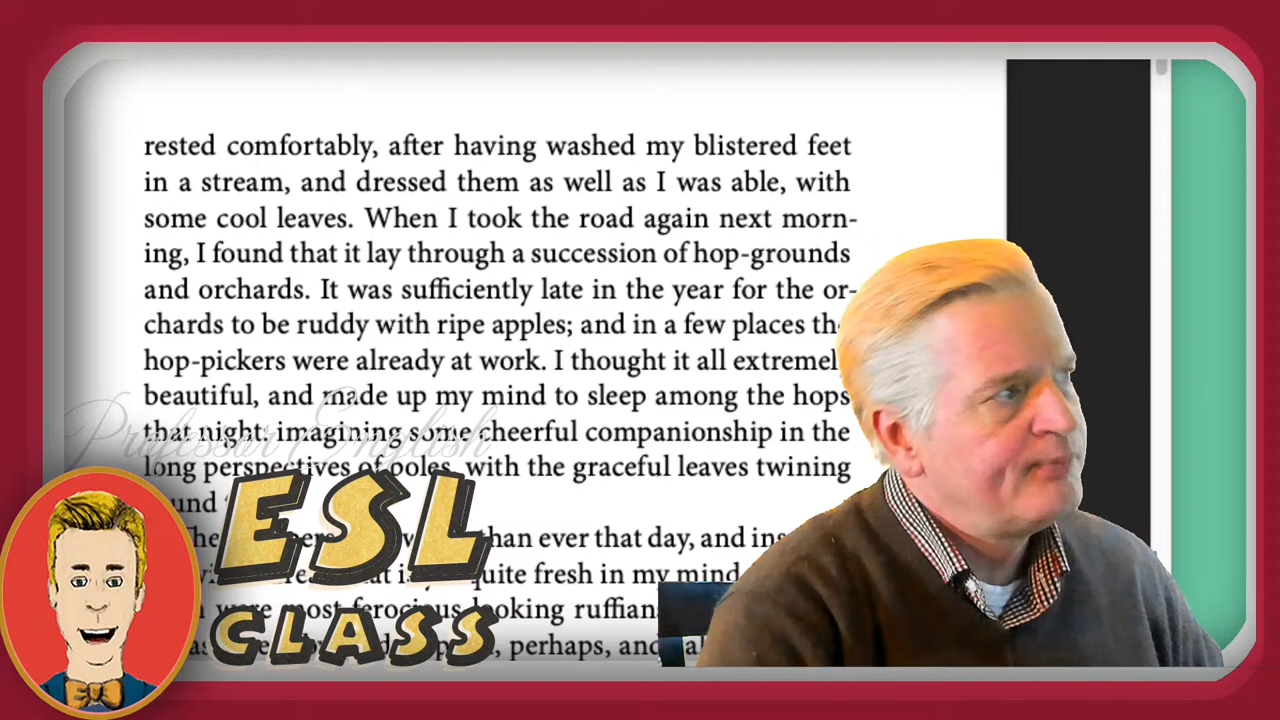 rested comfortably, after having washed my blistered feet
in a stream, and dressed them as well as I was able, with
some cool leaves. When I took the road again next morn-
ing, I found that it lay through a succession of hop-grounds
and orchards. It was sufficiently late in the year for the or-
chards to be ruddy with ripe apples; and in a few places
hop-pickers were already at work. I thought it all
beautiful, and made up my mind to sleep among the hops
that night: imagining some cheerful companionship in the
long perspectives of poles, with the graceful leaves twining
than ever that day, and
quite fresh in my mind
most ferocious looking ruffians
perhaps, and
Professor English
ESL
CLASS